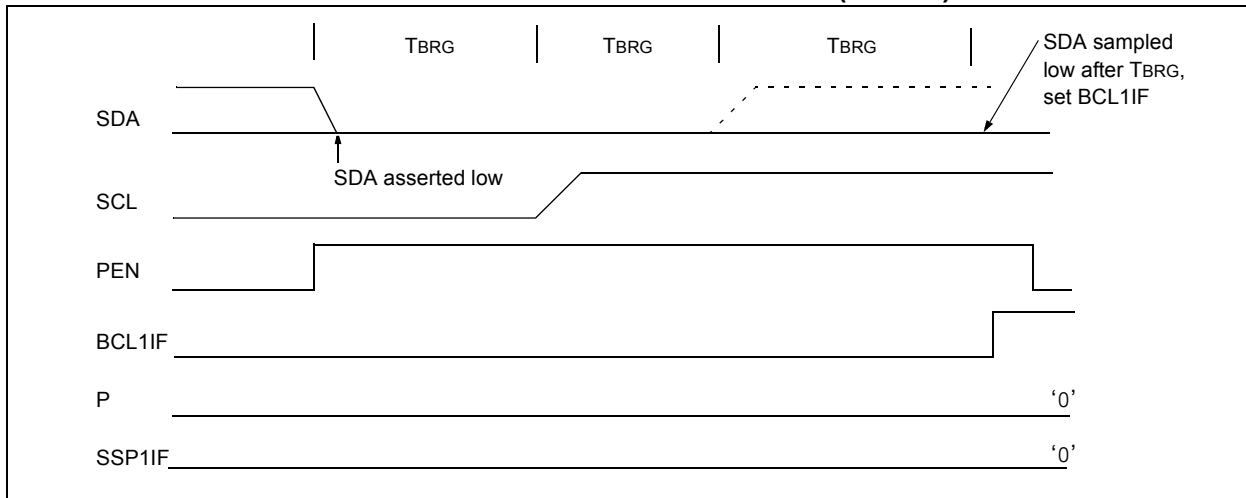 TBRG TBRG TBRG
SDA sampled
low after TBRG,
set BCL1IF
SDA
SDA asserted low
SCL
PEN
BCL1IF
P ‘0’
SSP1IF ‘0’